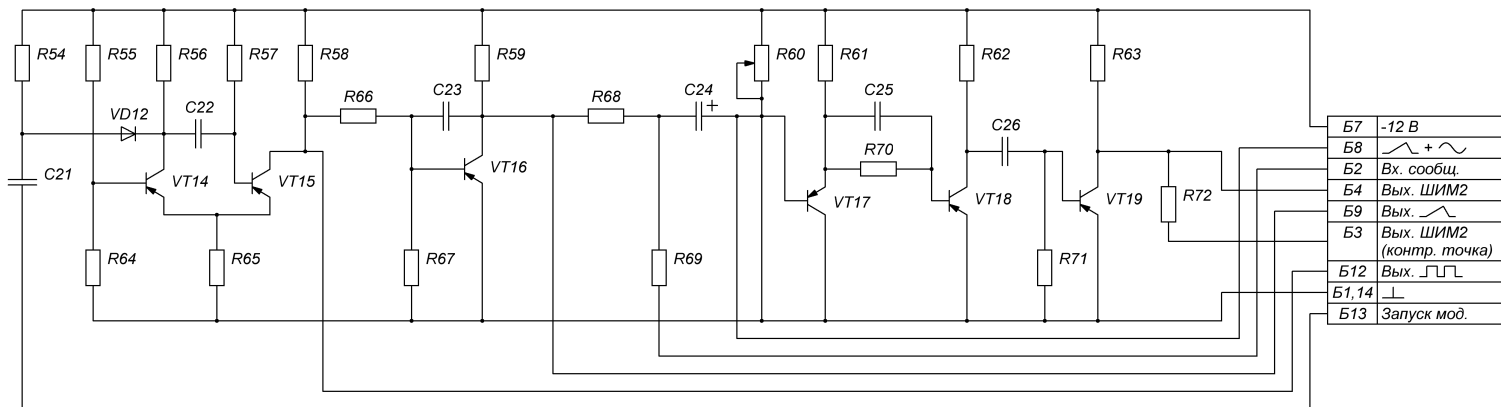 R54 R55 R56 R57 R58 R59 R60 R61 R62 R63
R66 C23 R68 C24 + C25
VD12 C22
R70 C26
C21 VT14 VT15 VT16 VT17 VT18 VT19 R72
R64 R65 R67 R69 R71
Б7 -12 В
Б8 +
Б2 Вх. сообщ.
Б4 Вых. ШИМ2
Б9 Вых.
Б3 Вых. ШИМ2
(контр. точка)
Б12 Вых.
Б1,14
Б13 Запуск мод.